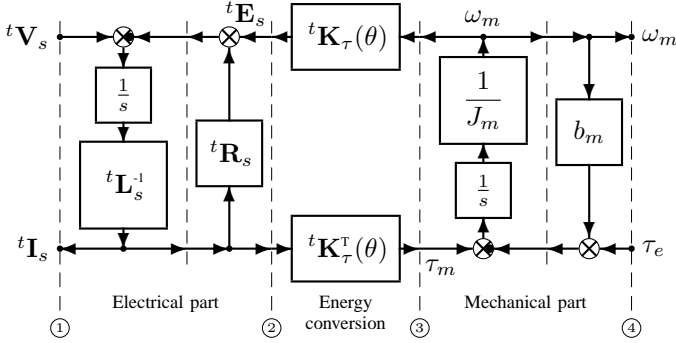 ᵗVₛ ᵗEₛ ᵗK_τ(θ) ω_m ω_m
1/s 1/J_m b_m
ᵗLₛ⁻¹ ᵗRₛ 1/s
ᵗIₛ ᵗK_τᵀ(θ) τ_m τ_e
Electrical part Energy conversion Mechanical part
① ② ③ ④